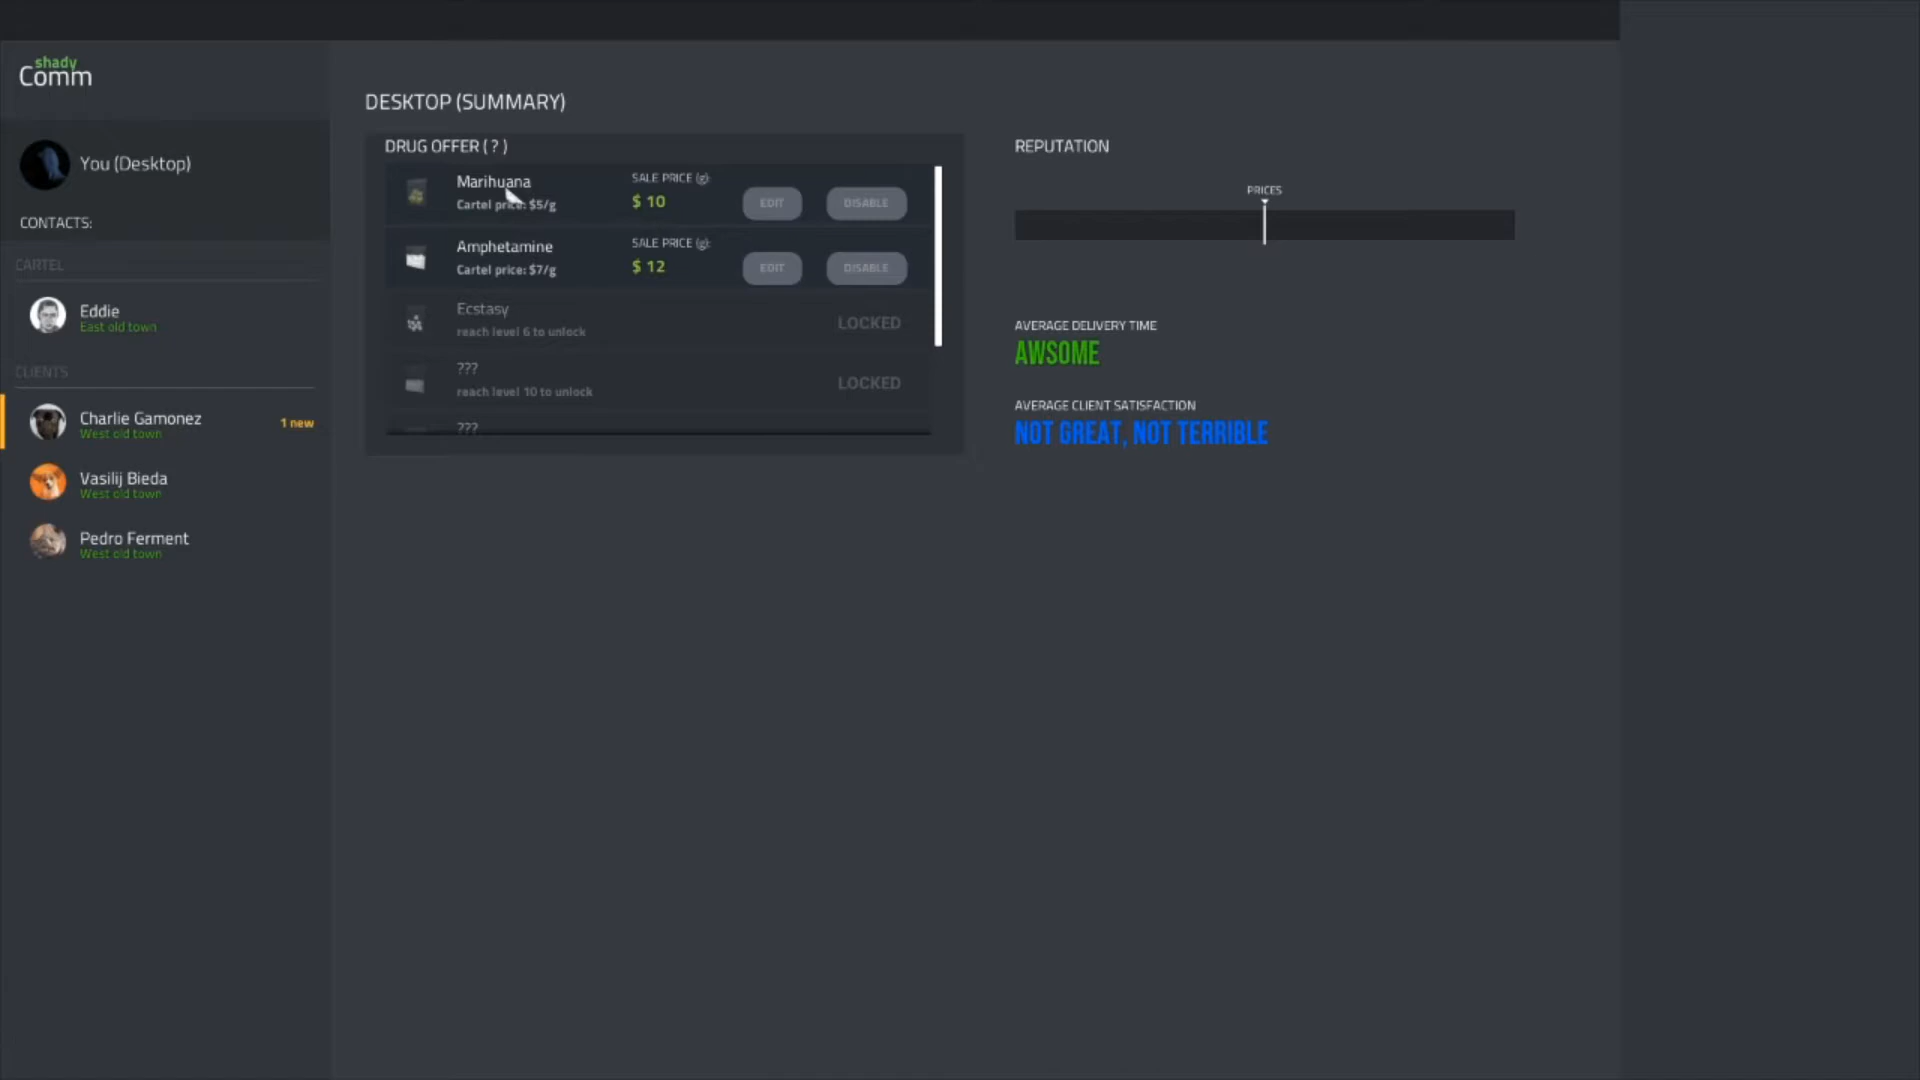 shady
Comm
You (Desktop)
CONTACTS:
CARTEL
Eddie
East old town
CLIENTS
Charlie Gamonez
West old town
1 new
Vasilij Bieda
West old town
Pedro Ferment
West old town
DESKTOP (SUMMARY)
DRUG OFFER ( ? )
Marihuana
Cartel price: $5/g
SALE PRICE (g):
$ 10
EDIT
DISABLE
Amphetamine
Cartel price: $7/g
SALE PRICE (g):
$ 12
EDIT
DISABLE
Ecstasy
reach level 6 to unlock
LOCKED
???
reach level 10 to unlock
LOCKED
???
REPUTATION
PRICES
AVERAGE DELIVERY TIME
AWSOME
AVERAGE CLIENT SATISFACTION
NOT GREAT, NOT TERRIBLE